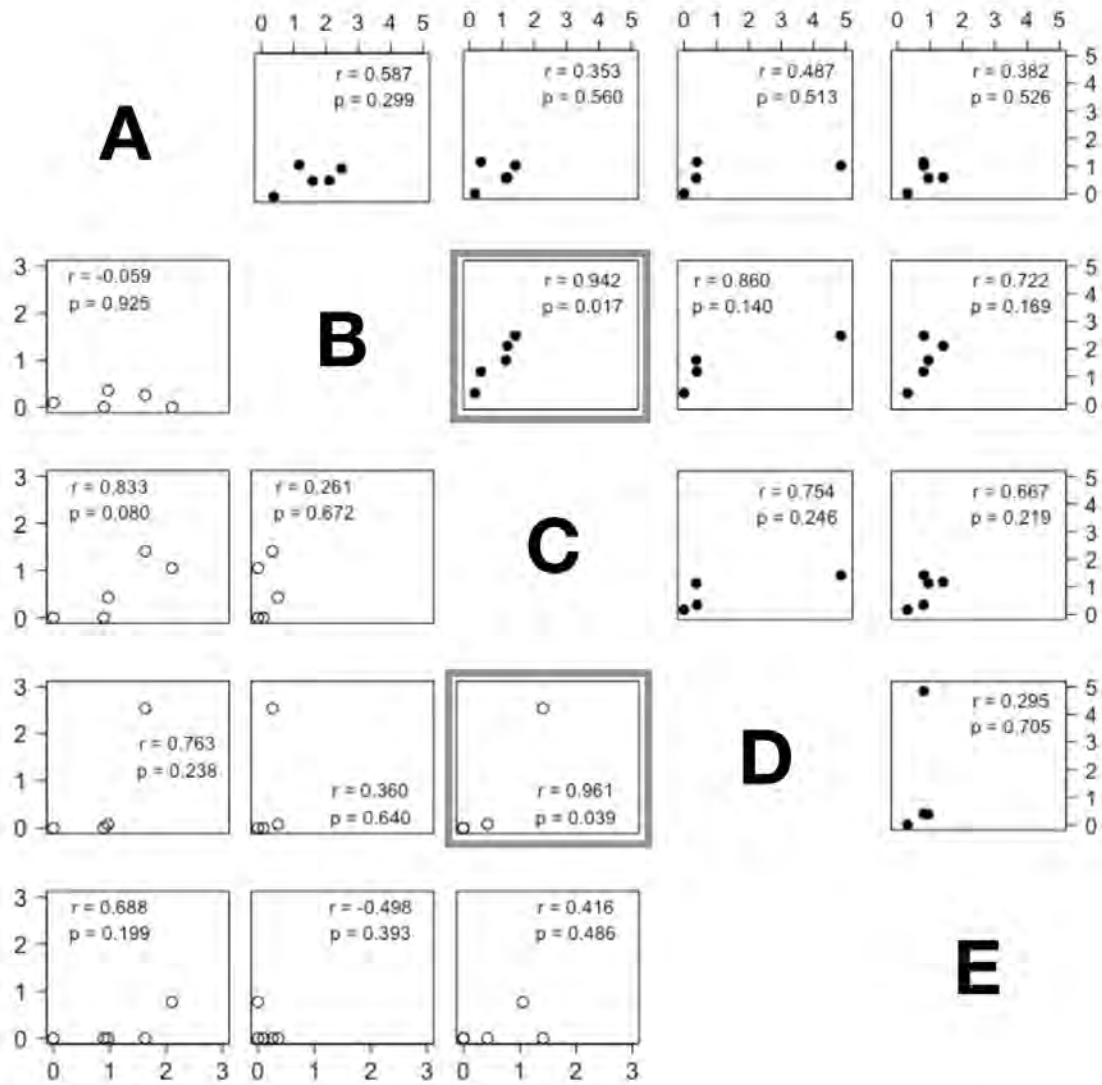 0 1 2 3 4 5 0 1 2 3 4 5 0 1 2 3 4 5 0 1 2 3 4 5
A
r = 0.587
p = 0.299
r = 0.353
p = 0.560
r = 0.487
p = 0.513
r = 0.382
p = 0.526
5
4
3
2
1
0
3
2
1
0
r = -0.059
p = 0.925
B
r = 0.942
p = 0.017
r = 0.860
p = 0.140
r = 0.722
p = 0.169
5
4
3
2
1
0
3
2
1
0
r = 0.833
p = 0.080
r = 0.261
p = 0.672
C
r = 0.754
p = 0.246
r = 0.667
p = 0.219
5
4
3
2
1
0
3
2
1
0
r = 0.763
p = 0.238
r = 0.360
p = 0.640
r = 0.961
p = 0.039
D
r = 0.295
p = 0.705
5
4
3
2
1
0
3
2
1
0
r = 0.688
p = 0.199
r = -0.498
p = 0.393
r = 0.416
p = 0.486
E
0 1 2 3 0 1 2 3 0 1 2 3